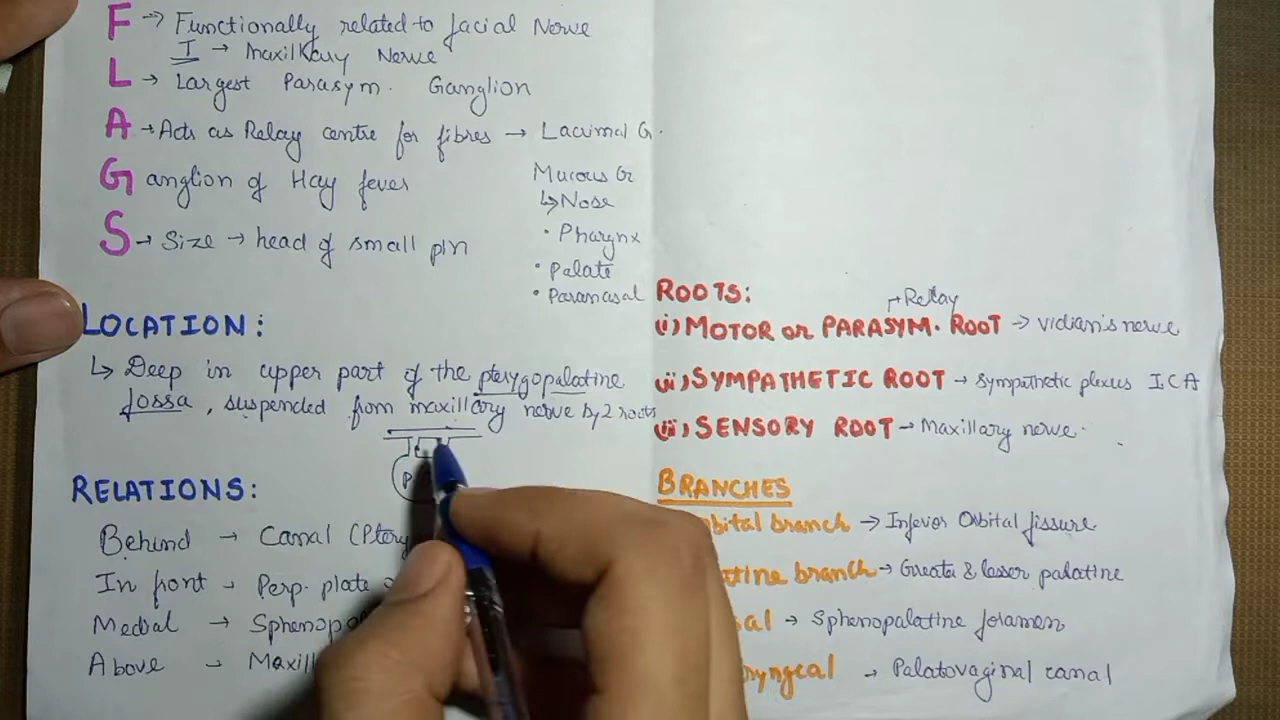 F → Functionally related to facial Nerve
I → Maxillary Nerve
L → Largest Parasym. Ganglion
A → Acts as Relay centre for fibres → Lacrimal G.
Mucous Gr
↳ Nose
• Pharynx
• Palate
• Paranasal
Ganglion of Hay fever
S → Size → head of small pin
LOCATION:
↳ Deep in upper part of the pterygopalatine
fossa, suspended from maxillary nerve by 2 roots
P
RELATIONS:
Behind → Canal (Ptery
In front → Perp. plate
Medial → Sphenop
Above → Maxill
ROOTS:
Relay
(i) MOTOR or PARASYM. ROOT → vidian's nerve
(ii) SYMPATHETIC ROOT → sympathetic plexus ICA
(iii) SENSORY ROOT → Maxillary nerve.
BRANCHES
bital branch → Inferior Orbital fissure
tine branch → Greater & lesser palatine
al → Sphenopalatine foramen
ryngeal → Palatovaginal canal